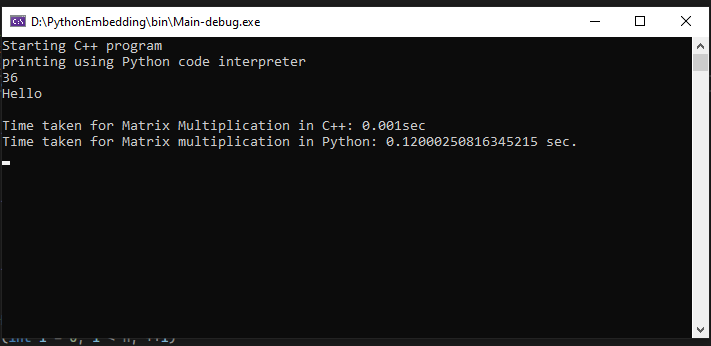 D:\PythonEmbedding\bin\Main-debug.exe
Starting C++ program
printing using Python code interpreter
36
Hello
Time taken for Matrix Multiplication in C++: 0.001sec
Time taken for Matrix multiplication in Python: 0.12000250816345215 sec.